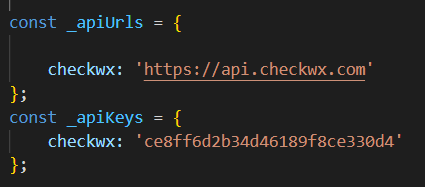 const _apiUrls = {
checkwx: 'https://api.checkwx.com'
};
const _apiKeys = {
checkwx: 'ce8ff6d2b34d46189f8ce330d4'
};